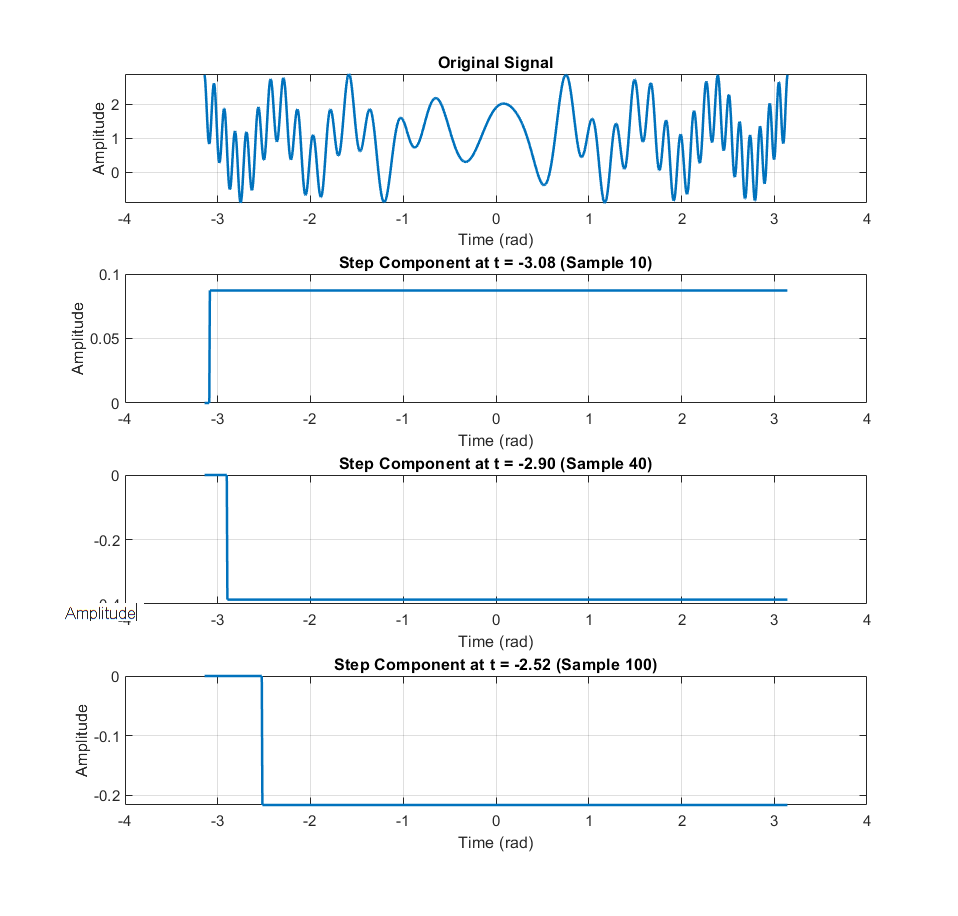 Original Signal
Amplitude
2
1
0
-4 -3 -2 -1 0 1 2 3 4
Time (rad)
Step Component at t = -3.08 (Sample 10)
Amplitude
0.1
0.05
0
-4 -3 -2 -1 0 1 2 3 4
Time (rad)
Step Component at t = -2.90 (Sample 40)
0
-0.2
Amplitude
-3 -2 -1 0 1 2 3 4
Time (rad)
Step Component at t = -2.52 (Sample 100)
Amplitude
0
-0.1
-0.2
-4 -3 -2 -1 0 1 2 3 4
Time (rad)